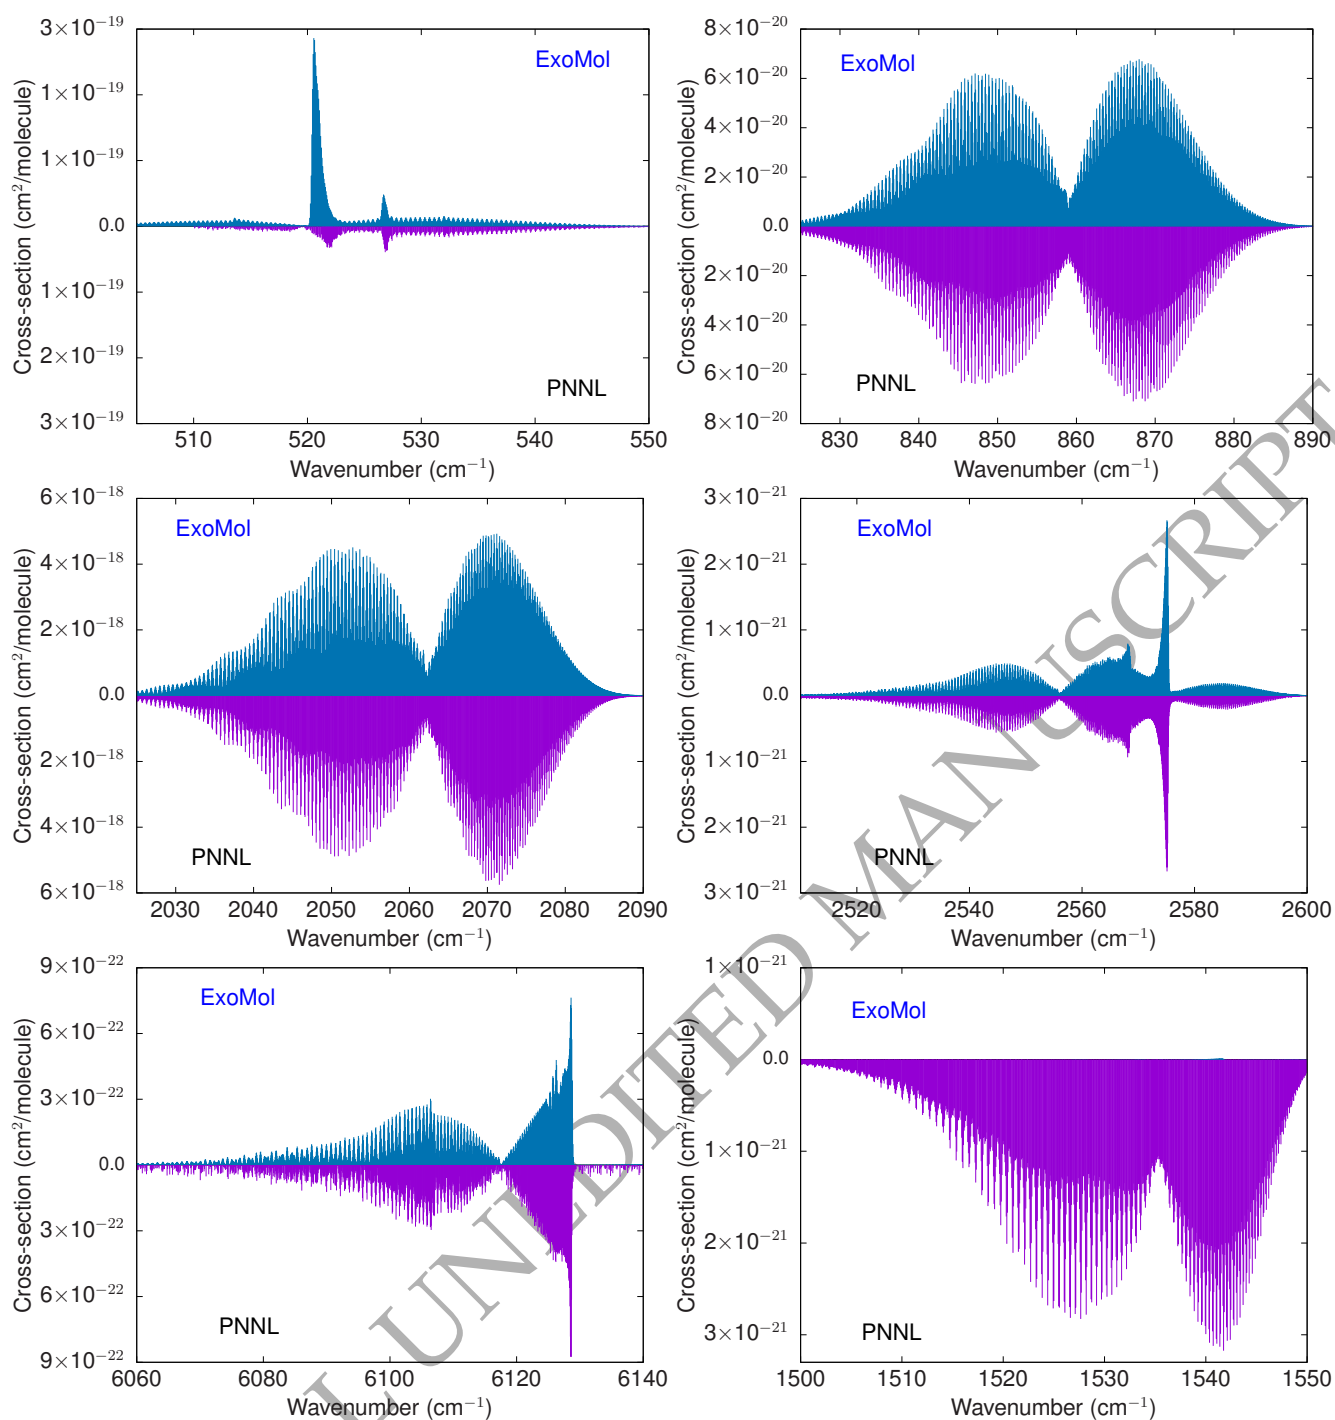 3×10⁻¹⁹
1×10⁻¹⁹
1×10⁻¹⁹
0.0
1×10⁻¹⁹
2×10⁻¹⁹
3×10⁻¹⁹
510 520 530 540 550
Cross-section (cm²/molecule)
Wavenumber (cm⁻¹)
ExoMol
PNNL
8×10⁻²⁰
6×10⁻²⁰
4×10⁻²⁰
2×10⁻²⁰
0.0
2×10⁻²⁰
4×10⁻²⁰
6×10⁻²⁰
8×10⁻²⁰
830 840 850 860 870 880 890
Cross-section (cm²/molecule)
Wavenumber (cm⁻¹)
ExoMol
PNNL
6×10⁻¹⁸
4×10⁻¹⁸
2×10⁻¹⁸
0.0
2×10⁻¹⁸
4×10⁻¹⁸
6×10⁻¹⁸
2030 2040 2050 2060 2070 2080 2090
Cross-section (cm²/molecule)
Wavenumber (cm⁻¹)
ExoMol
PNNL
3×10⁻²¹
1×10⁻²¹
1×10⁻²¹
0.0
1×10⁻²¹
2×10⁻²¹
3×10⁻²¹
2520 2540 2560 2580 2600
Cross-section (cm²/molecule)
Wavenumber (cm⁻¹)
ExoMol
PNNL
9×10⁻²²
6×10⁻²²
3×10⁻²²
0.0
3×10⁻²²
6×10⁻²²
9×10⁻²²
6060 6080 6100 6120 6140
Cross-section (cm²/molecule)
Wavenumber (cm⁻¹)
ExoMol
PNNL
1×10⁻²¹
0.0
1×10⁻²¹
2×10⁻²¹
3×10⁻²¹
1500 1510 1520 1530 1540 1550
Cross-section (cm²/molecule)
Wavenumber (cm⁻¹)
ExoMol
PNNL
L UNEDITED MANUSCRIPT